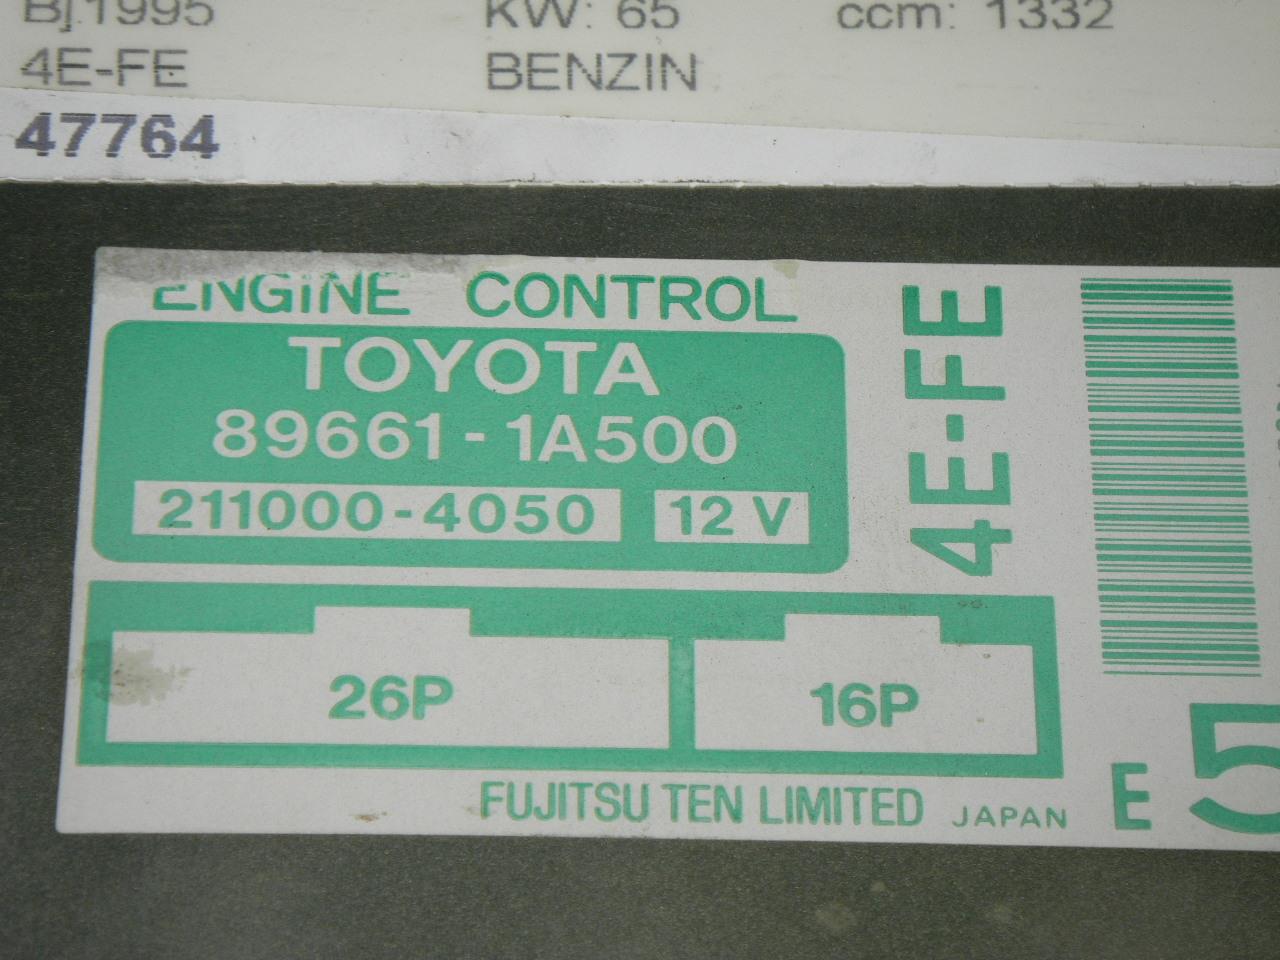 Bj.1995 KW: 65 ccm: 1332
4E-FE BENZIN
47764
ENGINE CONTROL
TOYOTA
89661-1A500
211000-4050 12 V
4E-FE
26P 16P
FUJITSU TEN LIMITED JAPAN
E 5